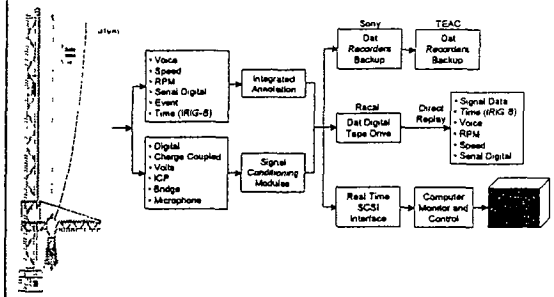 Voice
Speed
RPM
Serial Digital
Event
Time (IRIG-B)
Integrated
Annotation
Digital
Charge Coupled
Volts
ICP
Bridge
Microphone
Signal
Conditioning
Modules
Sony
Dat
Recorders
Backup
TEAC
Dat
Recorders
Backup
Racal
Dat Digital
Tape Drive
Direct
Replay
Signal Data
Time (IRIG B)
Voice
RPM
Speed
Serial Digital
Real Time
SCSI
Interface
Computer
Monitor and
Control